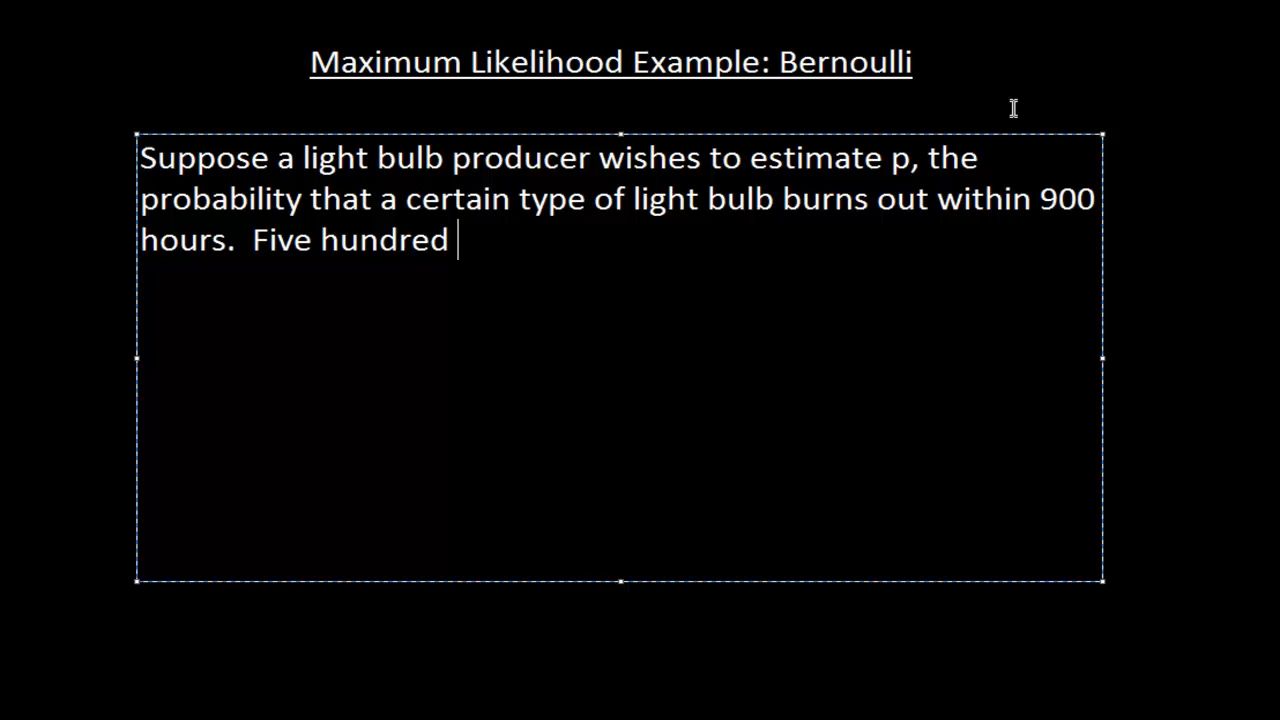 Maximum Likelihood Example: Bernoulli
Suppose a light bulb producer wishes to estimate p, the
probability that a certain type of light bulb burns out within 900
hours.  Five hundred